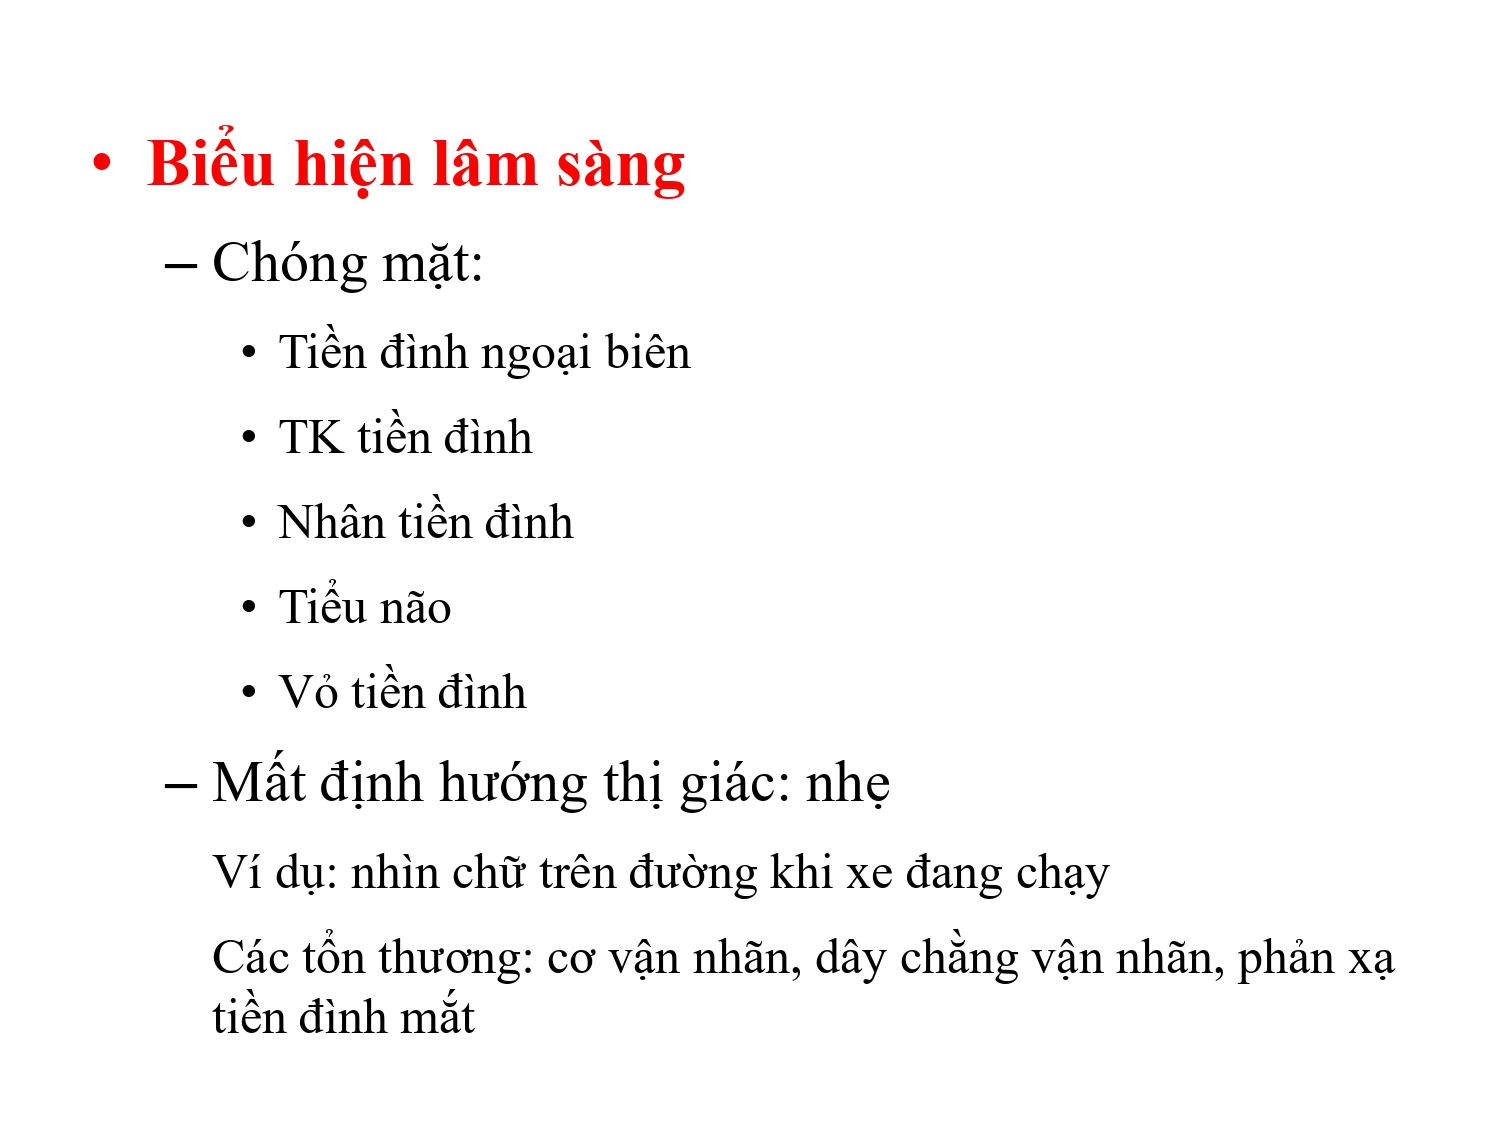 • Biểu hiện lâm sàng
– Chóng mặt:
• Tiền đình ngoại biên
• TK tiền đình
• Nhân tiền đình
• Tiểu não
• Vỏ tiền đình
– Mất định hướng thị giác: nhẹ
Ví dụ: nhìn chữ trên đường khi xe đang chạy
Các tổn thương: cơ vận nhãn, dây chằng vận nhãn, phản xạ
tiền đình mắt